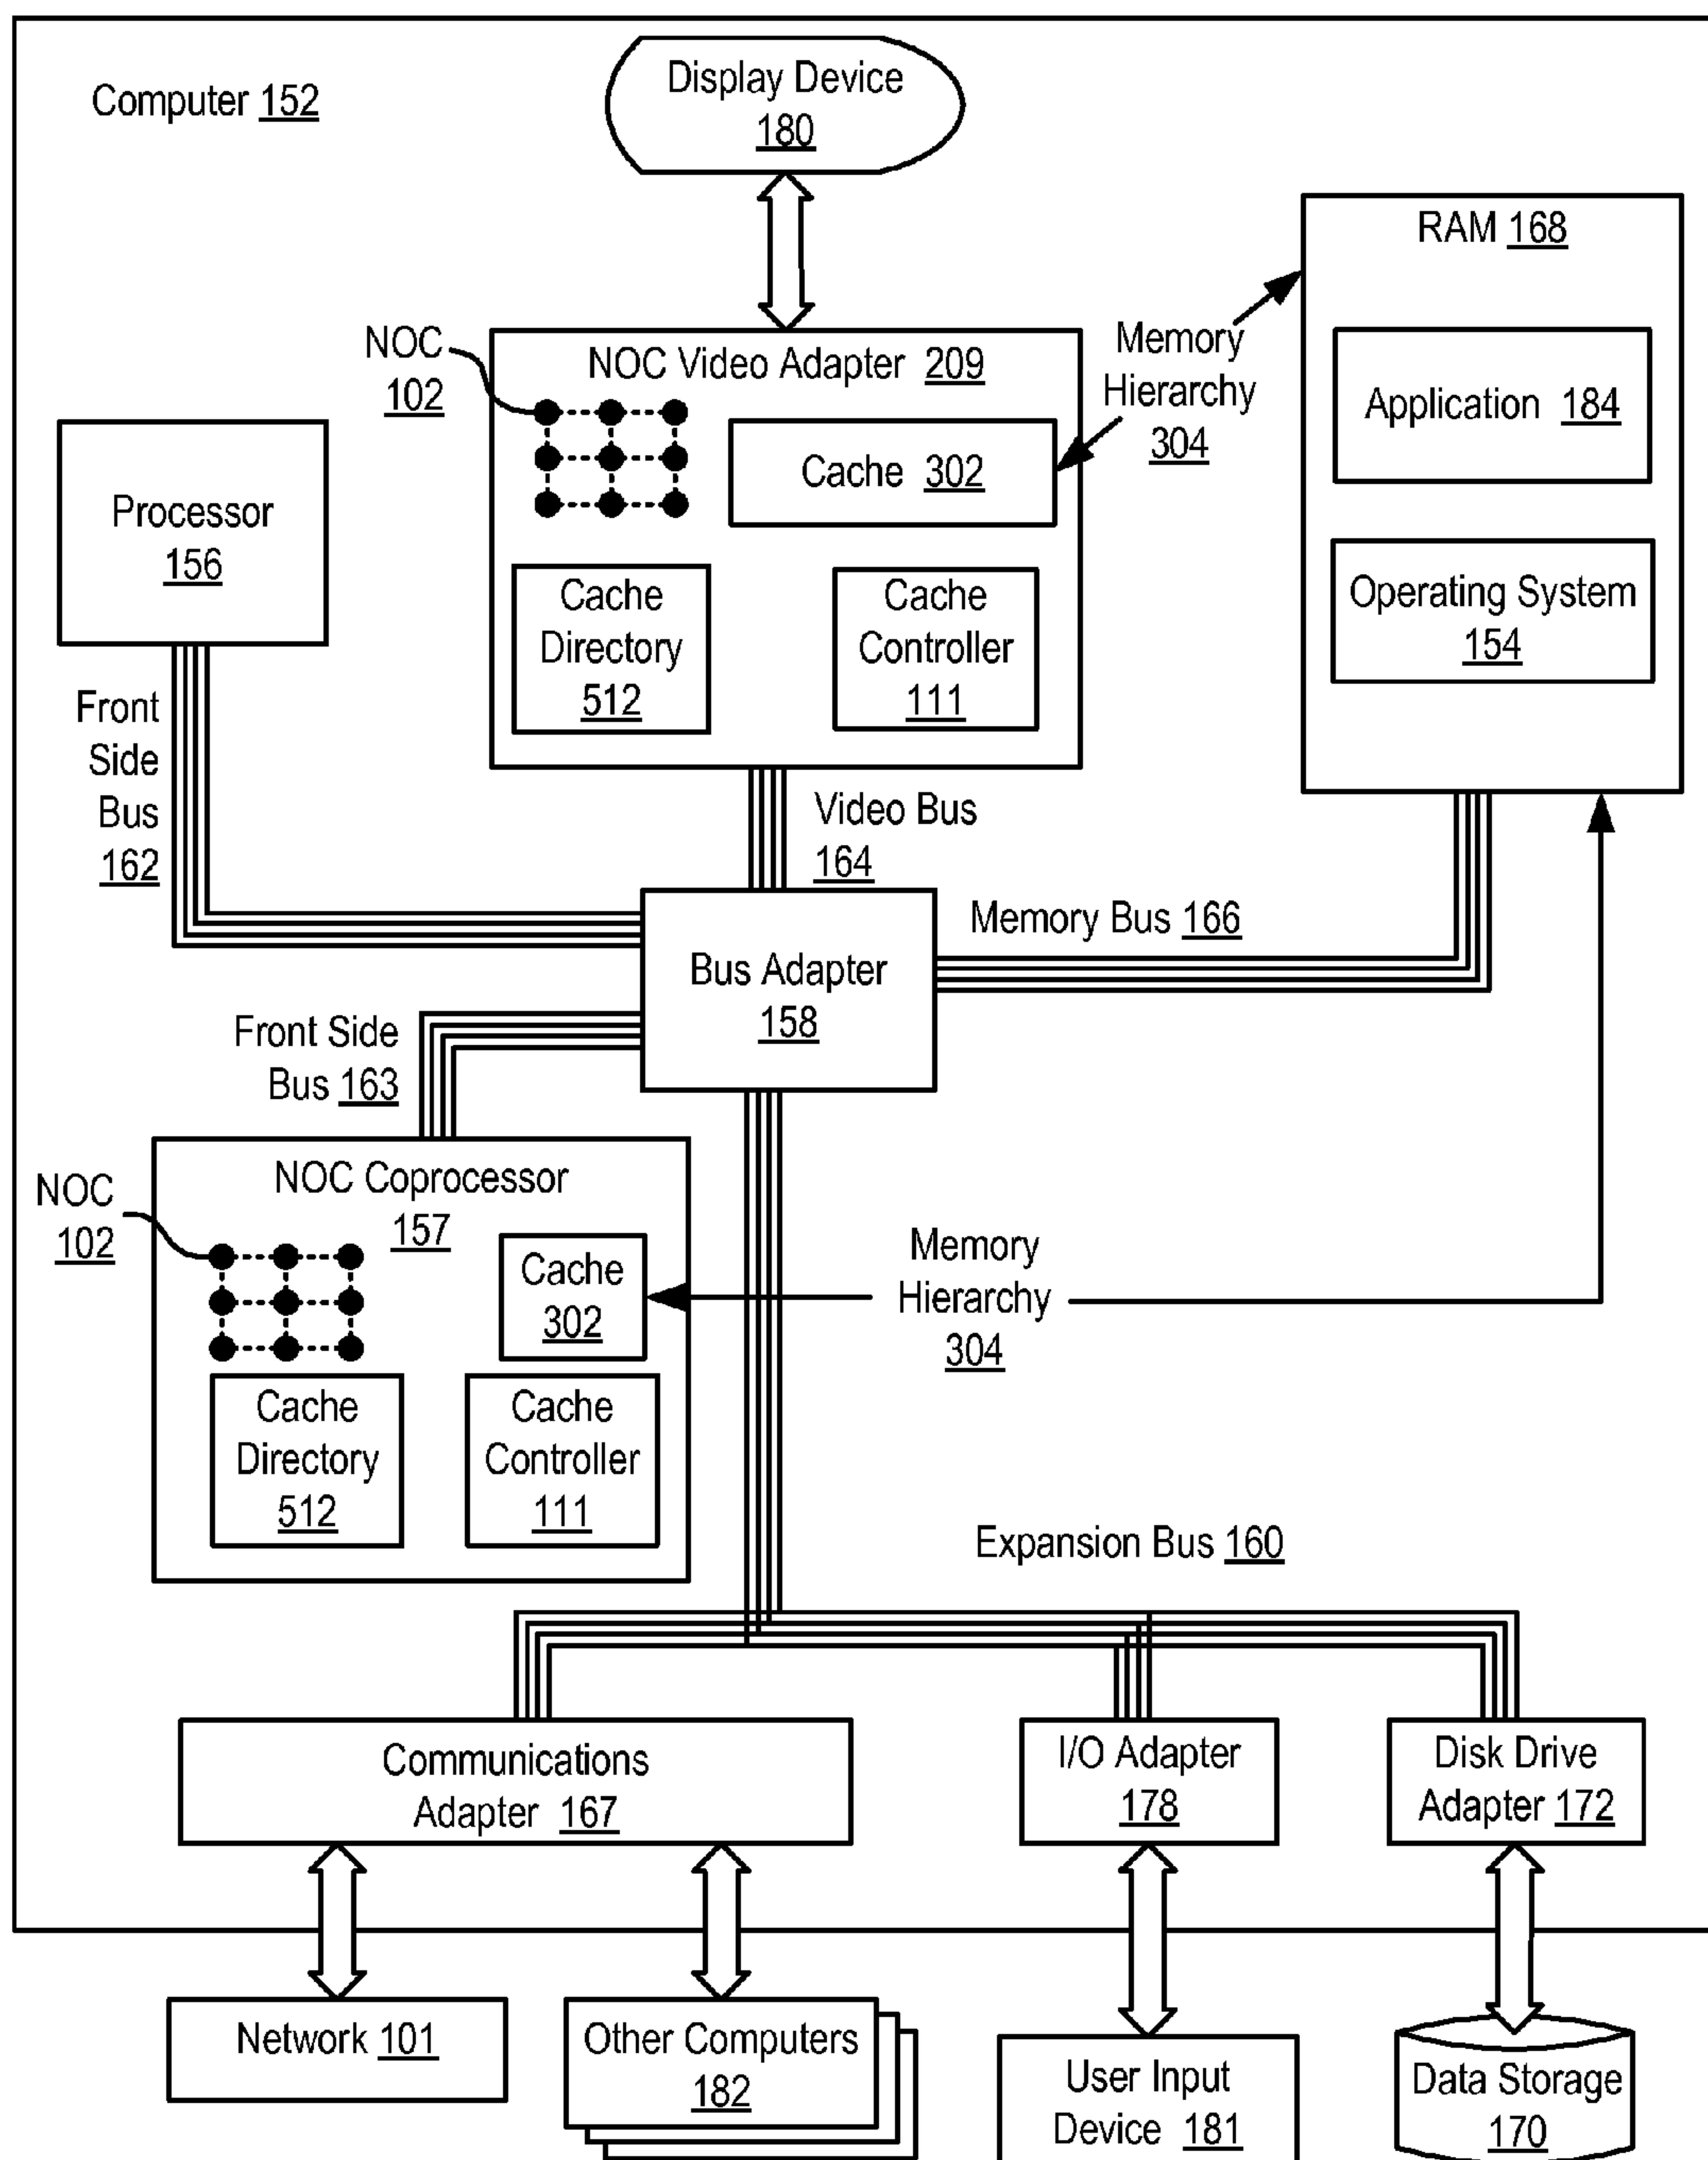 Computer 152
Display Device
180
RAM 168
Application 184
Operating System
154
NOC
102
NOC Video Adapter 209
Cache 302
Cache
Directory
512
Cache
Controller
111
Memory
Hierarchy
304
Processor
156
Front
Side
Bus
162
Video Bus
164
Bus Adapter
158
Memory Bus 166
Front Side
Bus 163
NOC
102
NOC Coprocessor
157
Cache
302
Cache
Directory
512
Cache
Controller
111
Memory
Hierarchy
304
Expansion Bus 160
Communications
Adapter 167
I/O Adapter
178
Disk Drive
Adapter 172
Network 101
Other Computers
182
User Input
Device 181
Data Storage
170